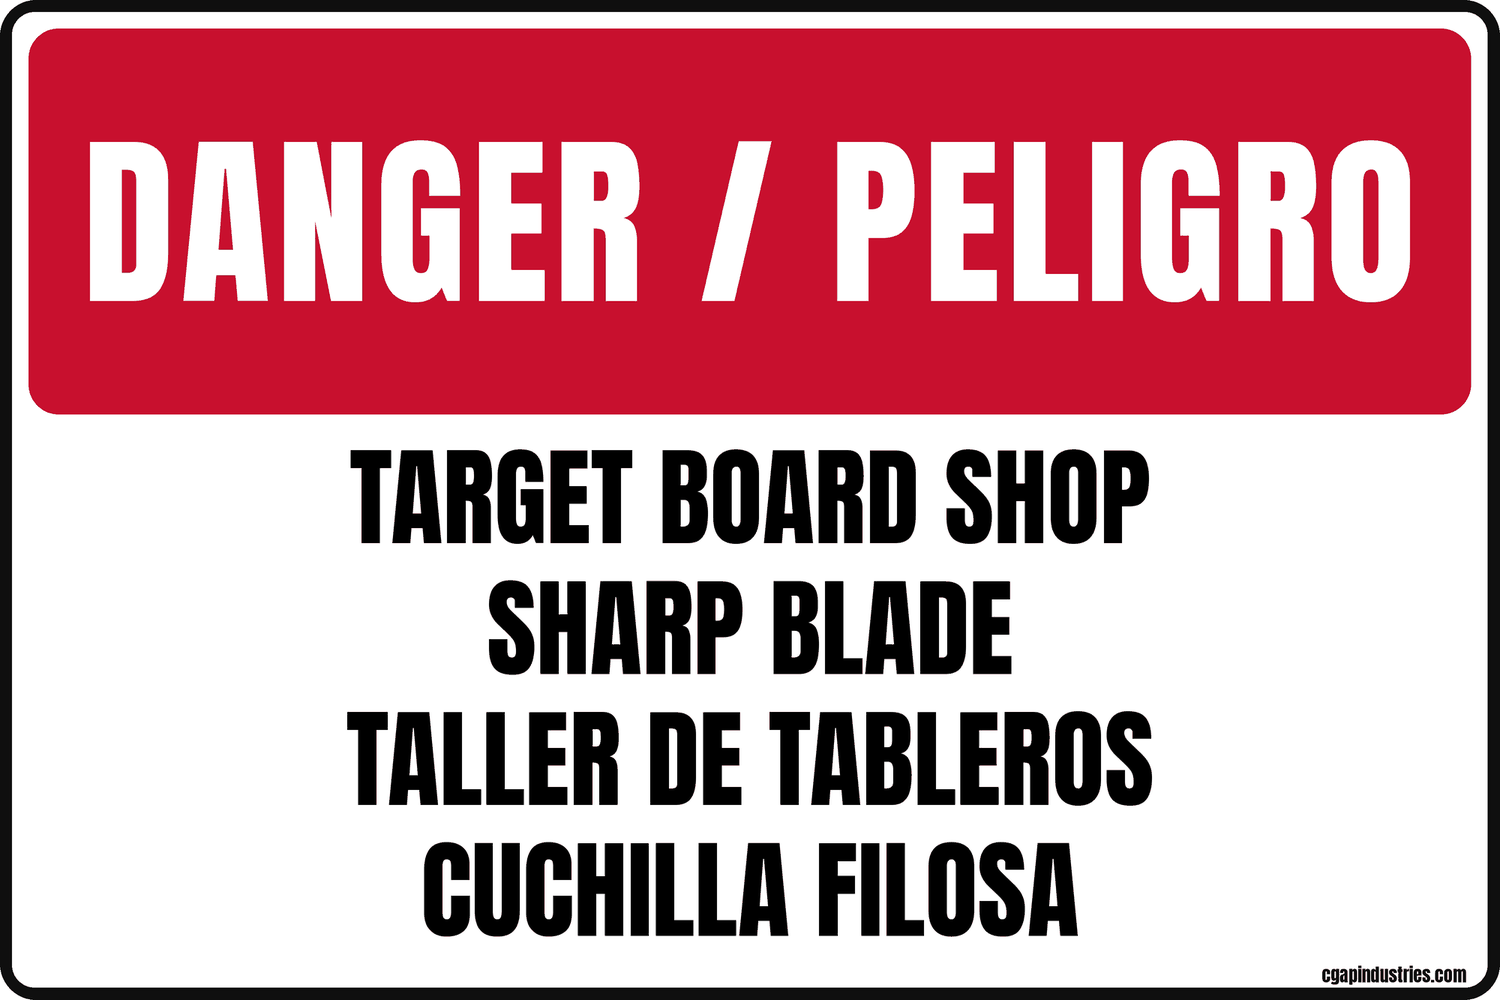 DANGER / PELIGRO
TARGET BOARD SHOP
SHARP BLADE
TALLER DE TABLEROS
CUCHILLA FILOSA
cgapindustries.com